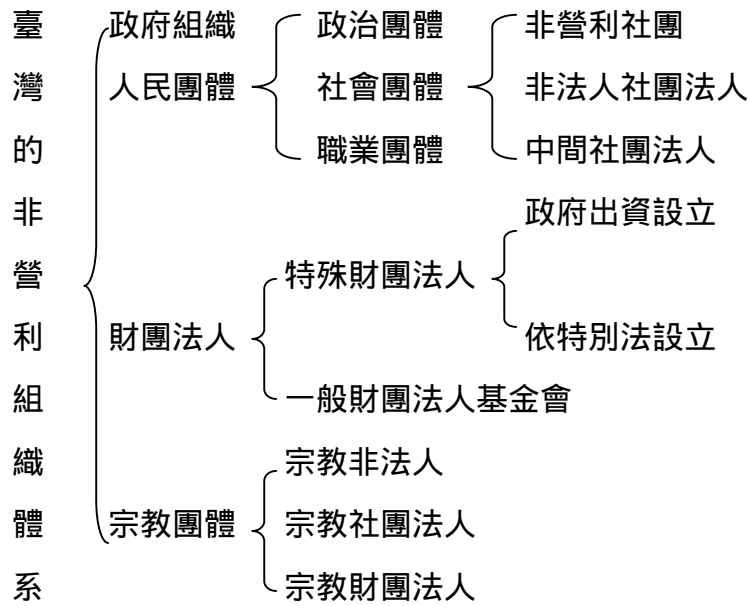 臺灣的非營利組織體系
政府組織
人民團體
政治團體
社會團體
職業團體
非營利社團
非法人社團法人
中間社團法人
財團法人
特殊財團法人
政府出資設立
依特別法設立
一般財團法人基金會
宗教團體
宗教非法人
宗教社團法人
宗教財團法人